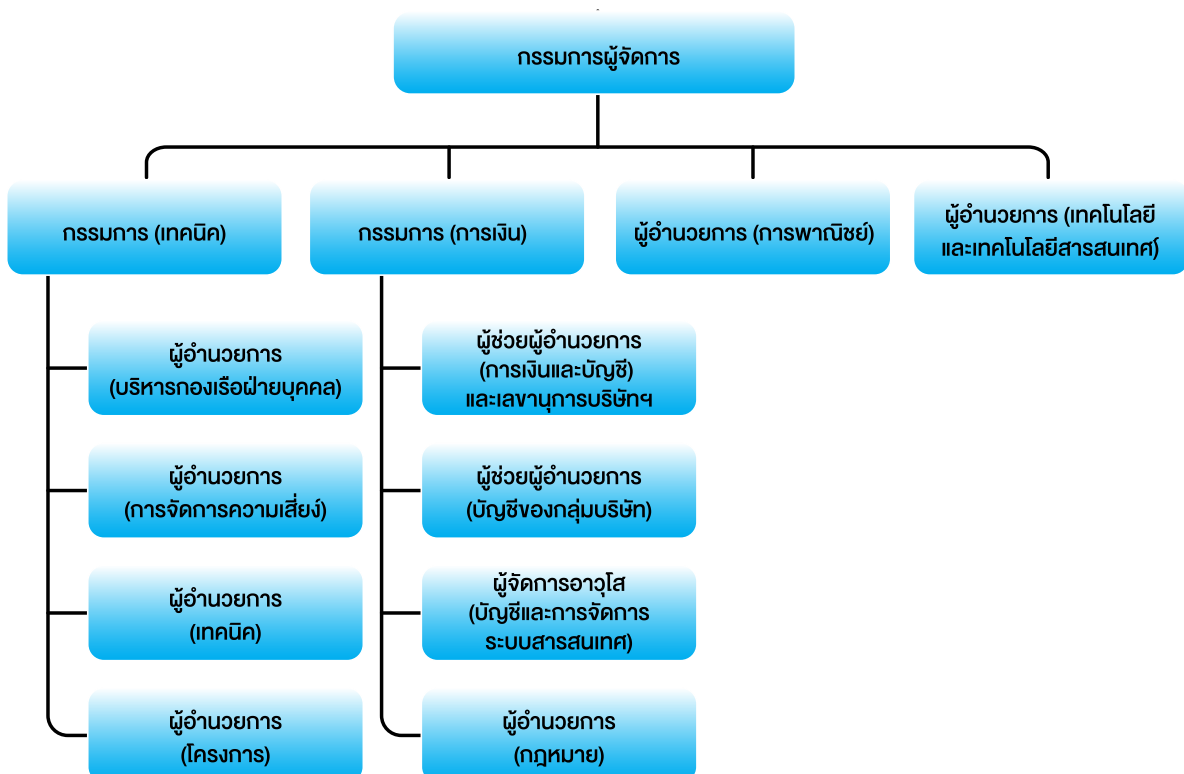 กรรมการผู้จัดการ
กรรมการ (เทคนิค)
กรรมการ (การเงิน)
ผู้อำนวยการ (การพาณิชย์)
ผู้อำนวยการ (เทคโนโลยี
และเทคโนโลยีสารสนเทศ)
ผู้อำนวยการ
(บริหารกองเรือฝ่ายบุคคล)
ผู้อำนวยการ
(การจัดการความเสี่ยง)
ผู้อำนวยการ
(เทคนิค)
ผู้อำนวยการ
(โครงการ)
ผู้ช่วยผู้อำนวยการ
(การเงินและบัญชี)
และเลขานุการบริษัทฯ
ผู้ช่วยผู้อำนวยการ
(บัญชีของกลุ่มบริษัท)
ผู้จัดการอาวุโส
(บัญชีและการจัดการ
ระบบสารสนเทศ)
ผู้อำนวยการ
(กฎหมาย)